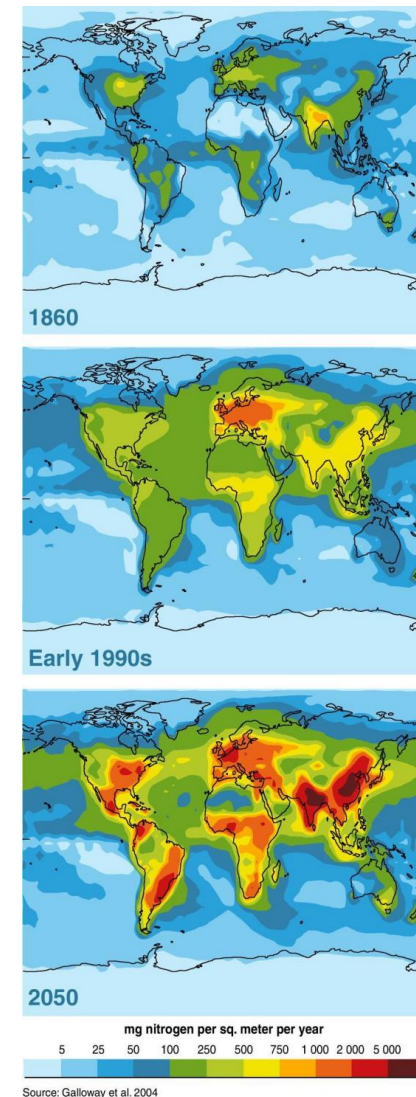 1860
Early 1990s
2050
mg nitrogen per sq. meter per year
5 25 50 100 250 500 750 1 000 2 000 5 000
Source: Galloway et al. 2004